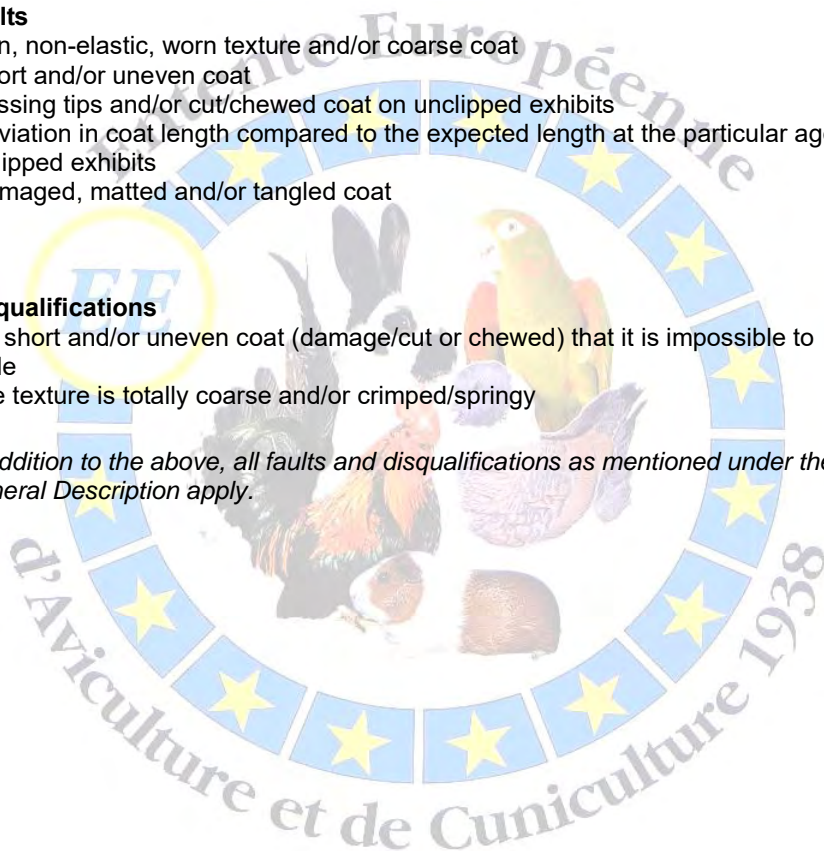 lts
n, non-elastic, worn texture and/or coarse coat
ort and/or uneven coat
ssing tips and/or cut/chewed coat on unclipped exhibits
viation in coat length compared to the expected length at the particular age
ipped exhibits
maged, matted and/or tangled coat
qualifications
short and/or uneven coat (damage/cut or chewed) that it is impossible to
le
e texture is totally coarse and/or crimped/springy
ddition to the above, all faults and disqualifications as mentioned under the
neral Description apply.
Entente Européenne
EE
d'Aviculture et de Cuniculture 1938